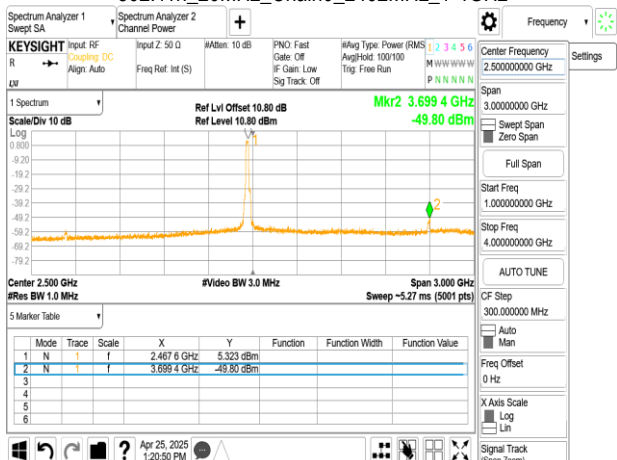 Spectrum Analyzer 1
Swept SA
Spectrum Analyzer 2
Channel Power
+
Frequency
KEYSIGHT
R
LXI
Input: RF
Coupling: DC
Align: Auto
Input Z: 50 Ω
Freq Ref: Int (S)
#Atten: 10 dB
PNO: Fast
Gate: Off
IF Gain: Low
Sig Track: Off
#Avg Type: Power (RMS
Avg|Hold: 100/100
Trig: Free Run
1 2 3 4 5 6
M W W W W W
P N N N N N
Center Frequency
2.500000000 GHz
Settings
Span
3.00000000 GHz
Swept Span
Zero Span
Full Span
Start Freq
1.000000000 GHz
Stop Freq
4.000000000 GHz
AUTO TUNE
CF Step
300.000000 MHz
Auto
Man
Freq Offset
0 Hz
X Axis Scale
Log
Lin
Signal Track
(Span Zoom)
1 Spectrum
Scale/Div 10 dB
Ref Lvl Offset 10.80 dB
Ref Level 10.80 dBm
Mkr2 3.699 4 GHz
-49.80 dBm
Log
0.800
-9.20
-19.2
-29.2
-39.2
-49.2
-59.2
-69.2
-79.2
1
2
Center 2.500 GHz
#Res BW 1.0 MHz
#Video BW 3.0 MHz
Span 3.000 GHz
Sweep ~5.27 ms (5001 pts)
5 Marker Table
Mode Trace Scale X Y Function Function Width Function Value
1 N 1 f 2.467 6 GHz 5.323 dBm
2 N 1 f 3.699 4 GHz -49.80 dBm
3
4
5
6
?
Apr 25, 2025
1:20:50 PM